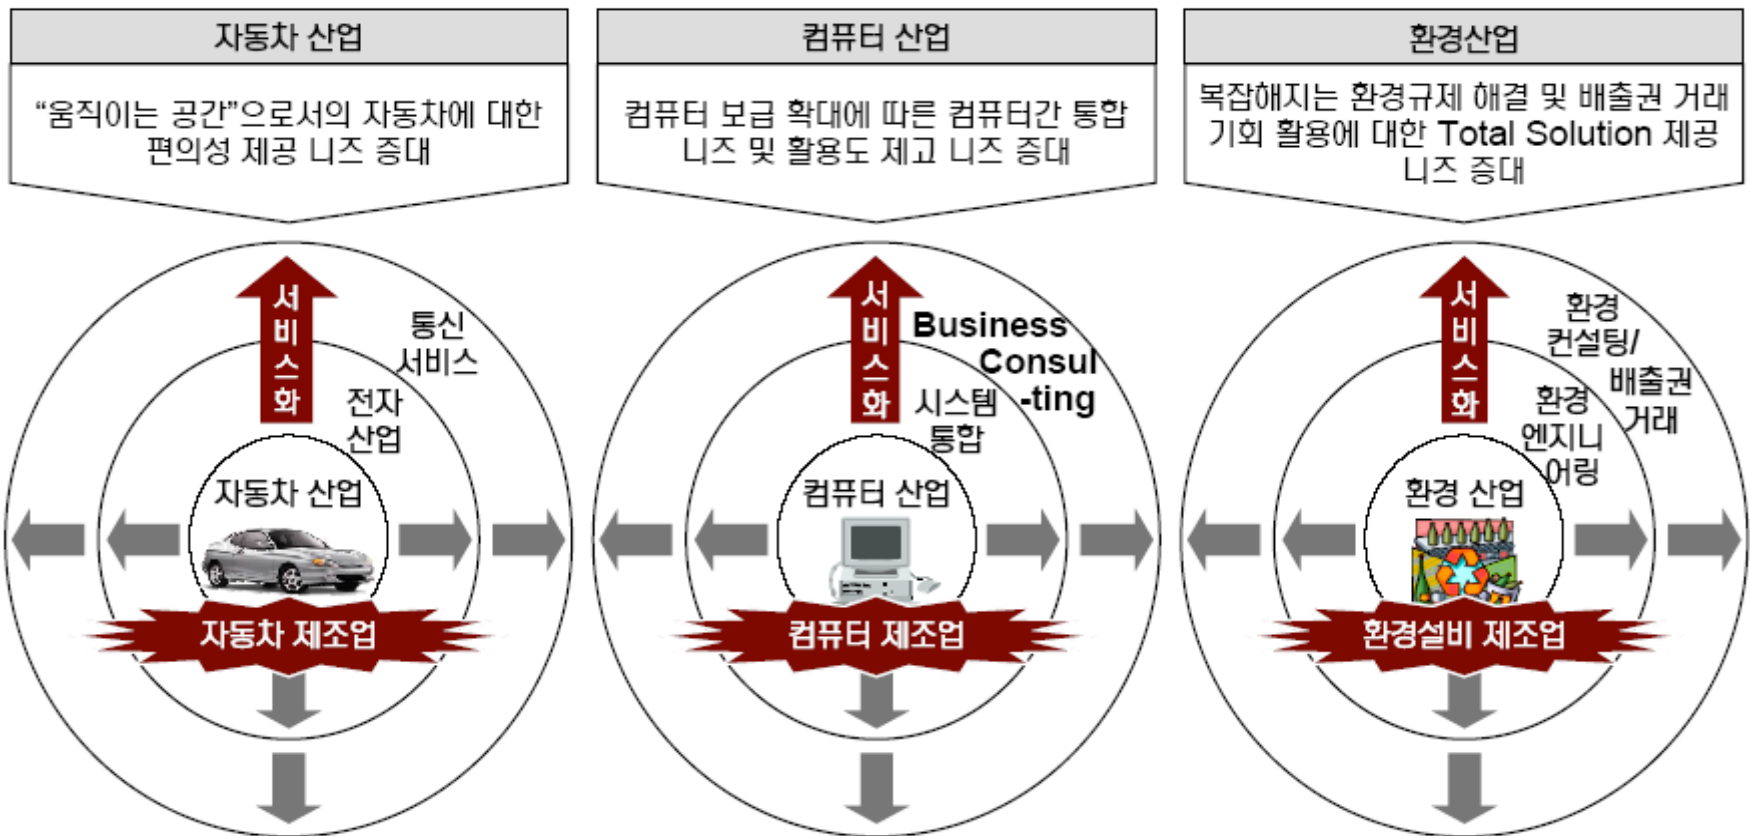 자동차 산업
“움직이는 공간”으로서의 자동차에 대한
편의성 제공 니즈 증대
서
비
스
화
통신
서비스
전자
산업
자동차 산업
자동차 제조업
컴퓨터 산업
컴퓨터 보급 확대에 따른 컴퓨터간 통합
니즈 및 활용도 제고 니즈 증대
서
비
스
화
Business
Consul
-ting
시스템
통합
컴퓨터 산업
컴퓨터 제조업
환경산업
복잡해지는 환경규제 해결 및 배출권 거래
기회 활용에 대한 Total Solution 제공
니즈 증대
서
비
스
화
환경
컨설팅/
배출권
거래
환경
엔지니
어링
환경 산업
환경설비 제조업